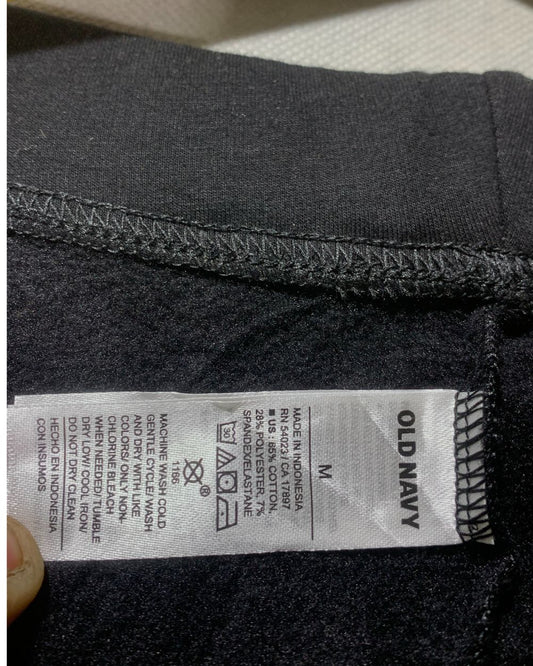 OLD NAVY
M
MADE IN INDONESIA
RN 54023 / CA 17897
■ US : 65% COTTON,
28% POLYESTER, 7%
SPANDEX/ELASTANE
30
®
1166
MACHINE WASH COLD
GENTLE CYCLE/ WASH
AND DRY WITH LIKE
COLORS/ ONLY NON-
CHLORINE BLEACH
WHEN NEEDED/ TUMBLE
DRY LOW/ COOL IRON/
DO NOT DRY CLEAN
HECHO EN INDONESIA
CON INSUMOS